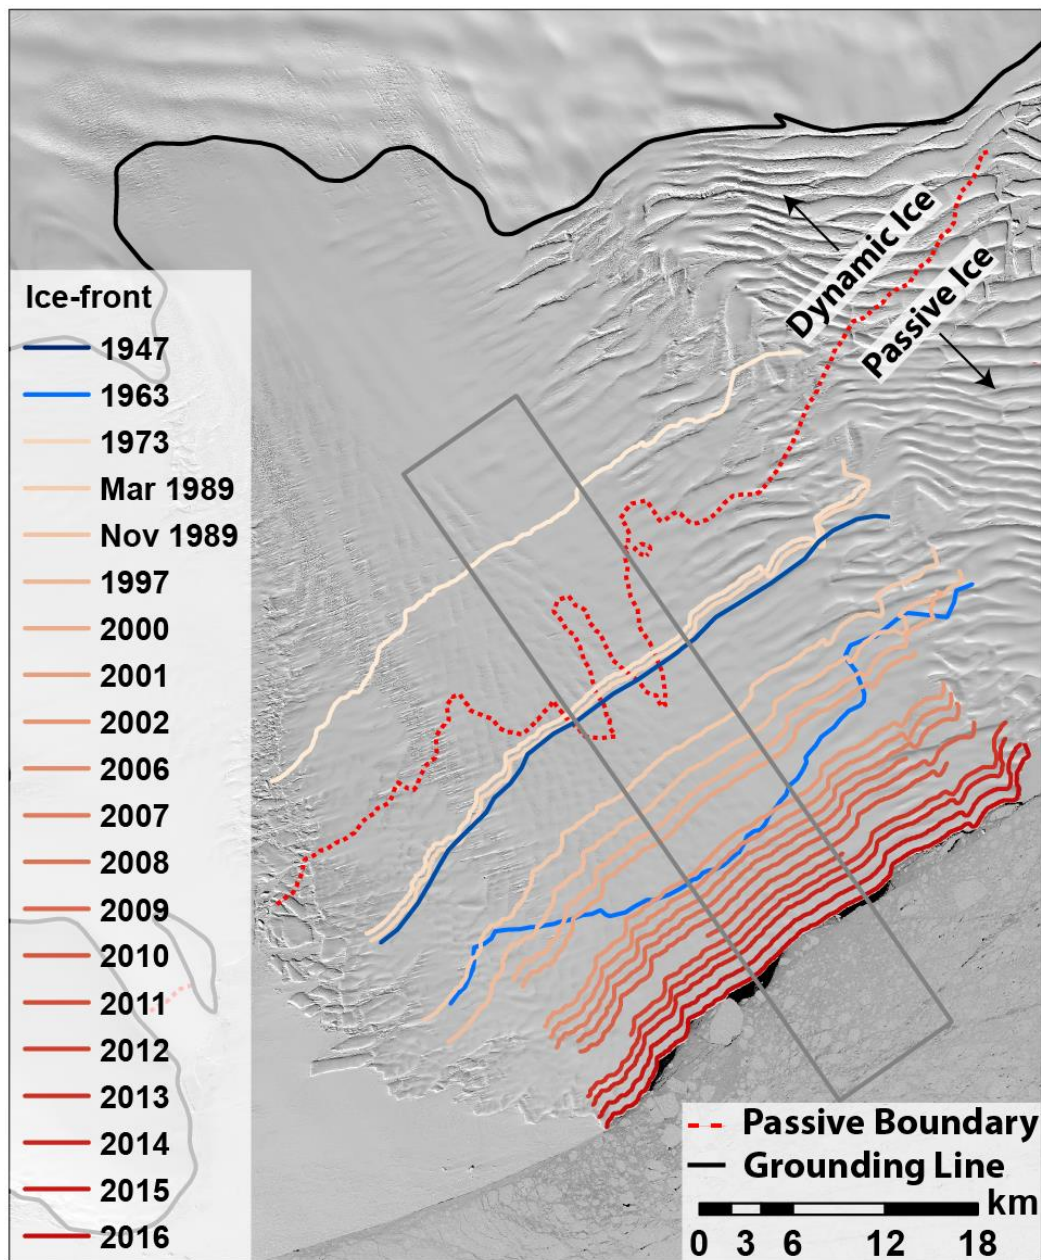 Dynamic Ice
Passive Ice
Ice-front
1947
1963
1973
Mar 1989
Nov 1989
1997
2000
2001
2002
2006
2007
2008
2009
2010
2011
2012
2013
2014
2015
2016
Passive Boundary
Grounding Line
km
0 3 6 12 18